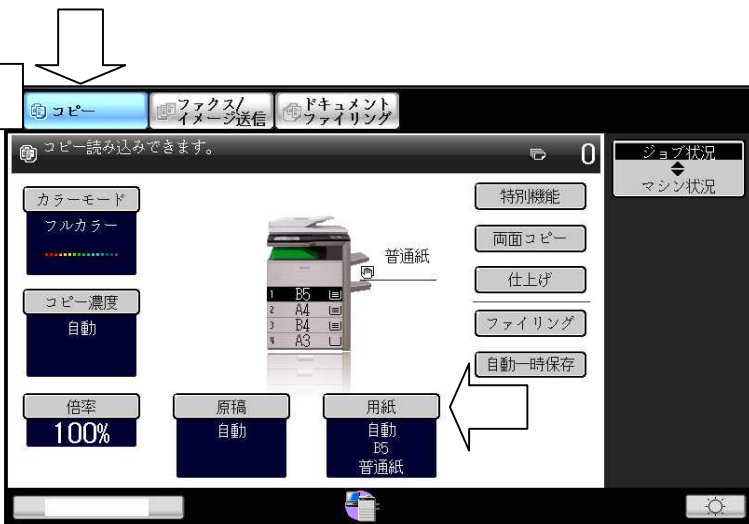 コピー
ファクス/
イメージ送信
ドキュメント
ファイリング
コピー読み込みできます。
0
ジョブ状況
マシン状況
カラーモード
フルカラー
特別機能
両面コピー
普通紙
仕上げ
1 B5
2 A4
3 B4
4 A3
コピー濃度
自動
ファイリング
自動一時保存
倍率
100%
原稿
自動
用紙
自動
B5
普通紙